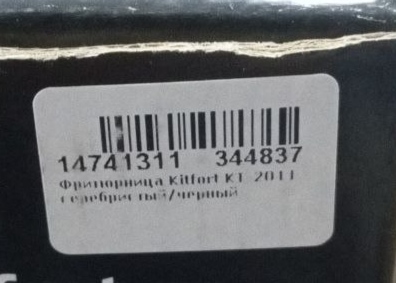 14741311 344837
Фритюрница Kitfort KT-2011
серебристый/черный